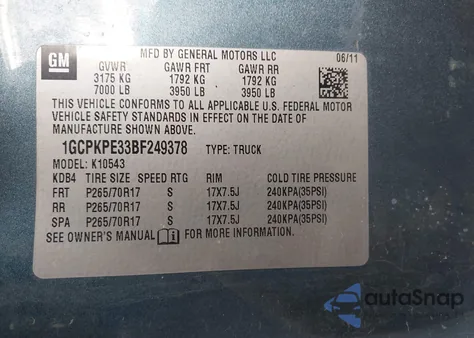 GM
MFD BY GENERAL MOTORS LLC
06/11
GVWR GAWR FRT GAWR RR
3175 KG 1792 KG 1792 KG
7000 LB 3950 LB 3950 LB
THIS VEHICLE CONFORMS TO ALL APPLICABLE U.S. FEDERAL MOTOR
VEHICLE SAFETY STANDARDS IN EFFECT ON THE DATE OF
MANUFACTURE SHOWN ABOVE.
1GCPKPE33BF249378 TYPE: TRUCK
MODEL: K10543
KDB4 TIRE SIZE SPEED RTG RIM COLD TIRE PRESSURE
FRT P265/70R17 S 17X7.5J 240KPA(35PSI)
RR P265/70R17 S 17X7.5J 240KPA(35PSI)
SPA P265/70R17 S 17X7.5J 240KPA(35PSI)
SEE OWNER'S MANUAL FOR MORE INFORMATION.
autoSnap